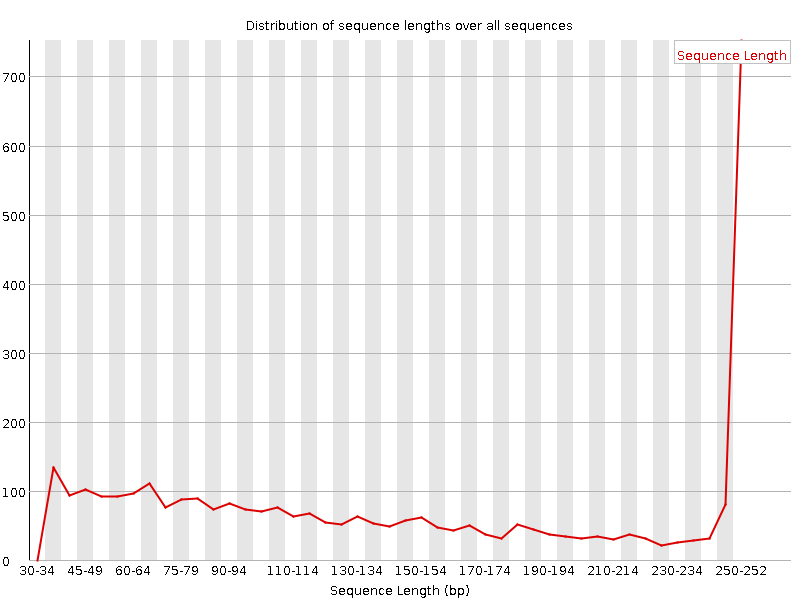 Distribution of sequence lengths over all sequences
Sequence Length
700
600
500
400
300
200
100
0
30-34 45-49 60-64 75-79 90-94 110-114 130-134 150-154 170-174 190-194 210-214 230-234 250-252
Sequence Length (bp)